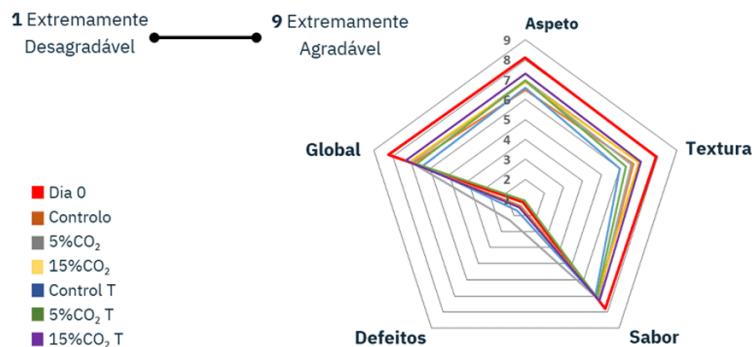 1 Extremamente
Desagradável
9 Extremamente
Agradável
Aspeto
9
8
7
6
5
4
3
2
1
Global
Textura
Dia 0
Controlo
5%CO₂
15%CO₂
Control T
5%CO₂ T
15%CO₂ T
Defeitos
Sabor